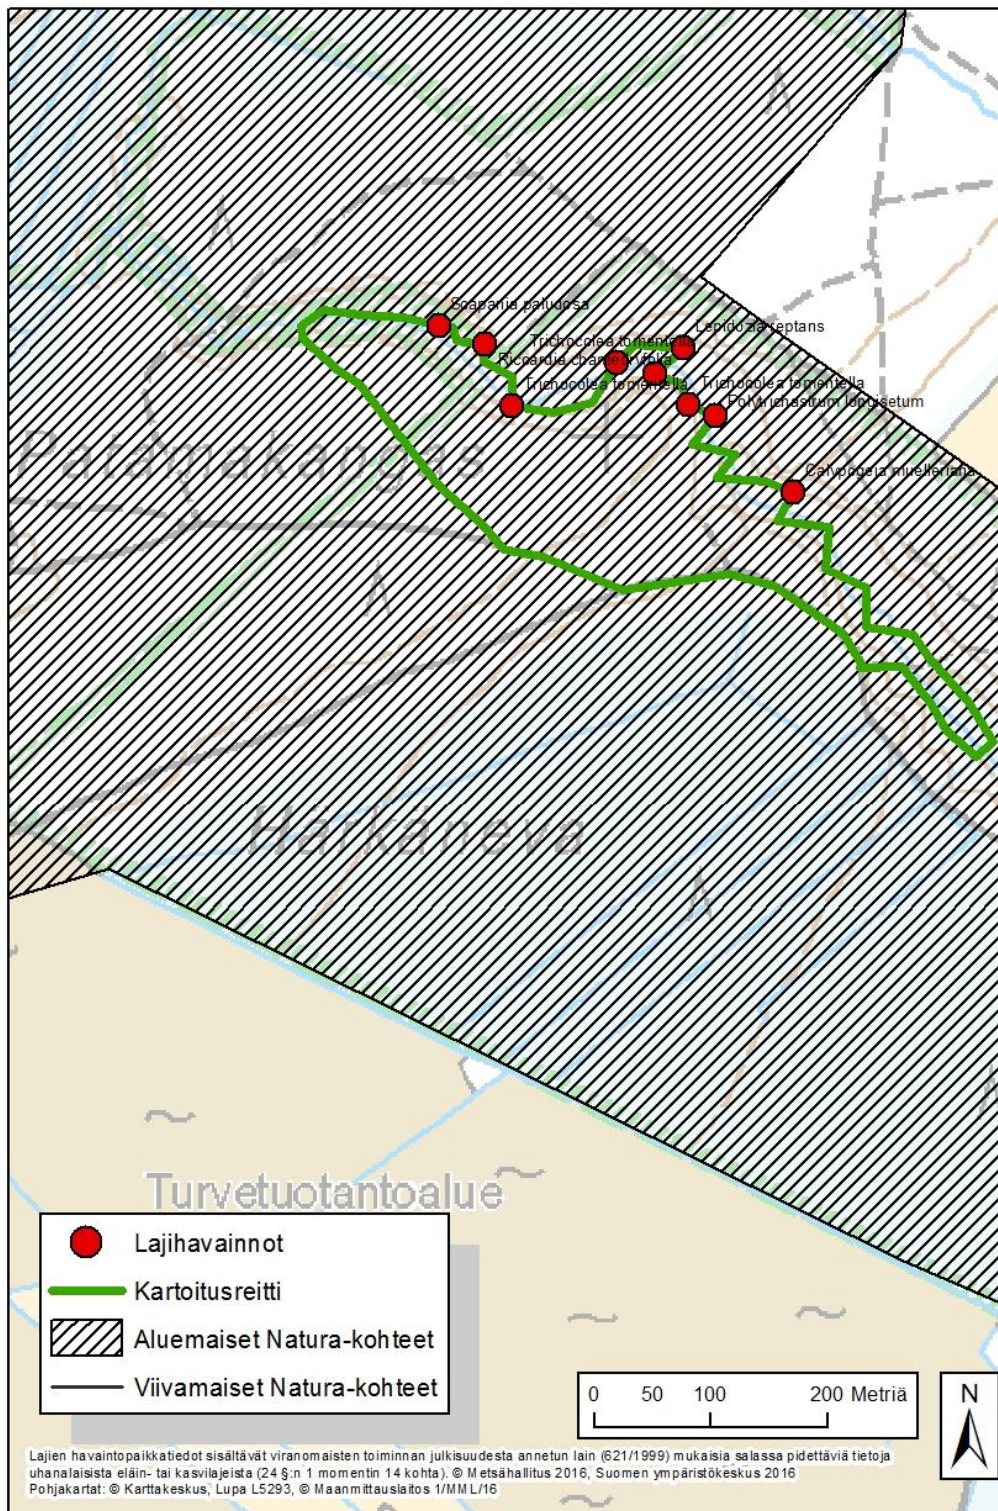 Scapania paludosa
Lepidozia reptans
Trichocolea tomentella
Riccardia chamedryfolia
Trichocolea tomentella
Trichocolea tomentella
Polytrichastrum longisetum
Calypogeia muelleriana
Palamakangas
Härkäneva
Turvetuotantoalue
Lajihavainnot
Kartoitusreitti
Aluemaiset Natura-kohteet
Viivamaiset Natura-kohteet
0 50 100 200 Metriä
N
Lajien havaintopaikkatiedot sisältävät viranomaisten toiminnan julkisuudesta annetun lain (621/1999) mukaisia salassa pidettäviä tietoja
uhanalaisista eläin- tai kasvilajeista (24 §:n 1 momentin 14 kohta). © Metsähallitus 2016, Suomen ympäristökeskus 2016
Pohjakartat: © Karttakeskus, Lupa L5293, © Maanmittauslaitos 1/MML/16